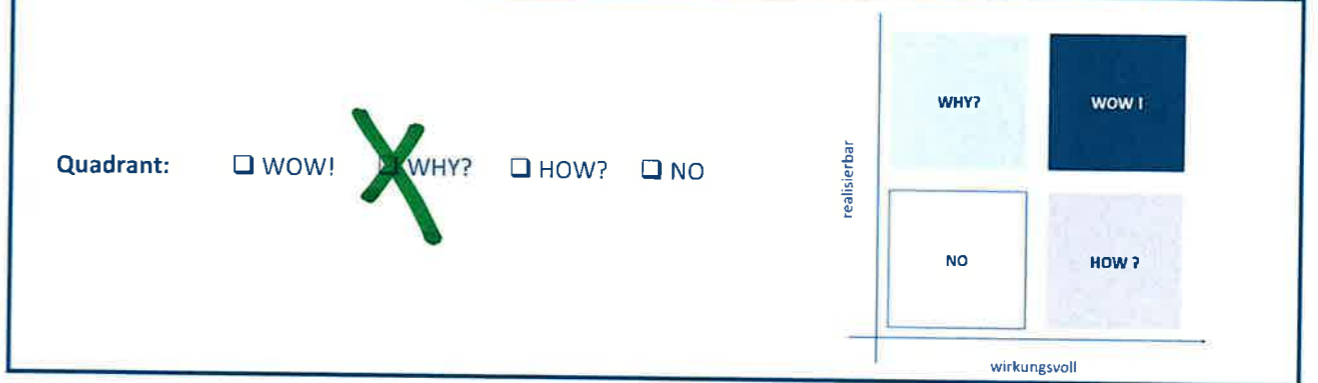 Quadrant: ❑ WOW! ❑ WHY? ❑ HOW? ❑ NO
WHY? WOW !
realisierbar
NO HOW ?
wirkungsvoll